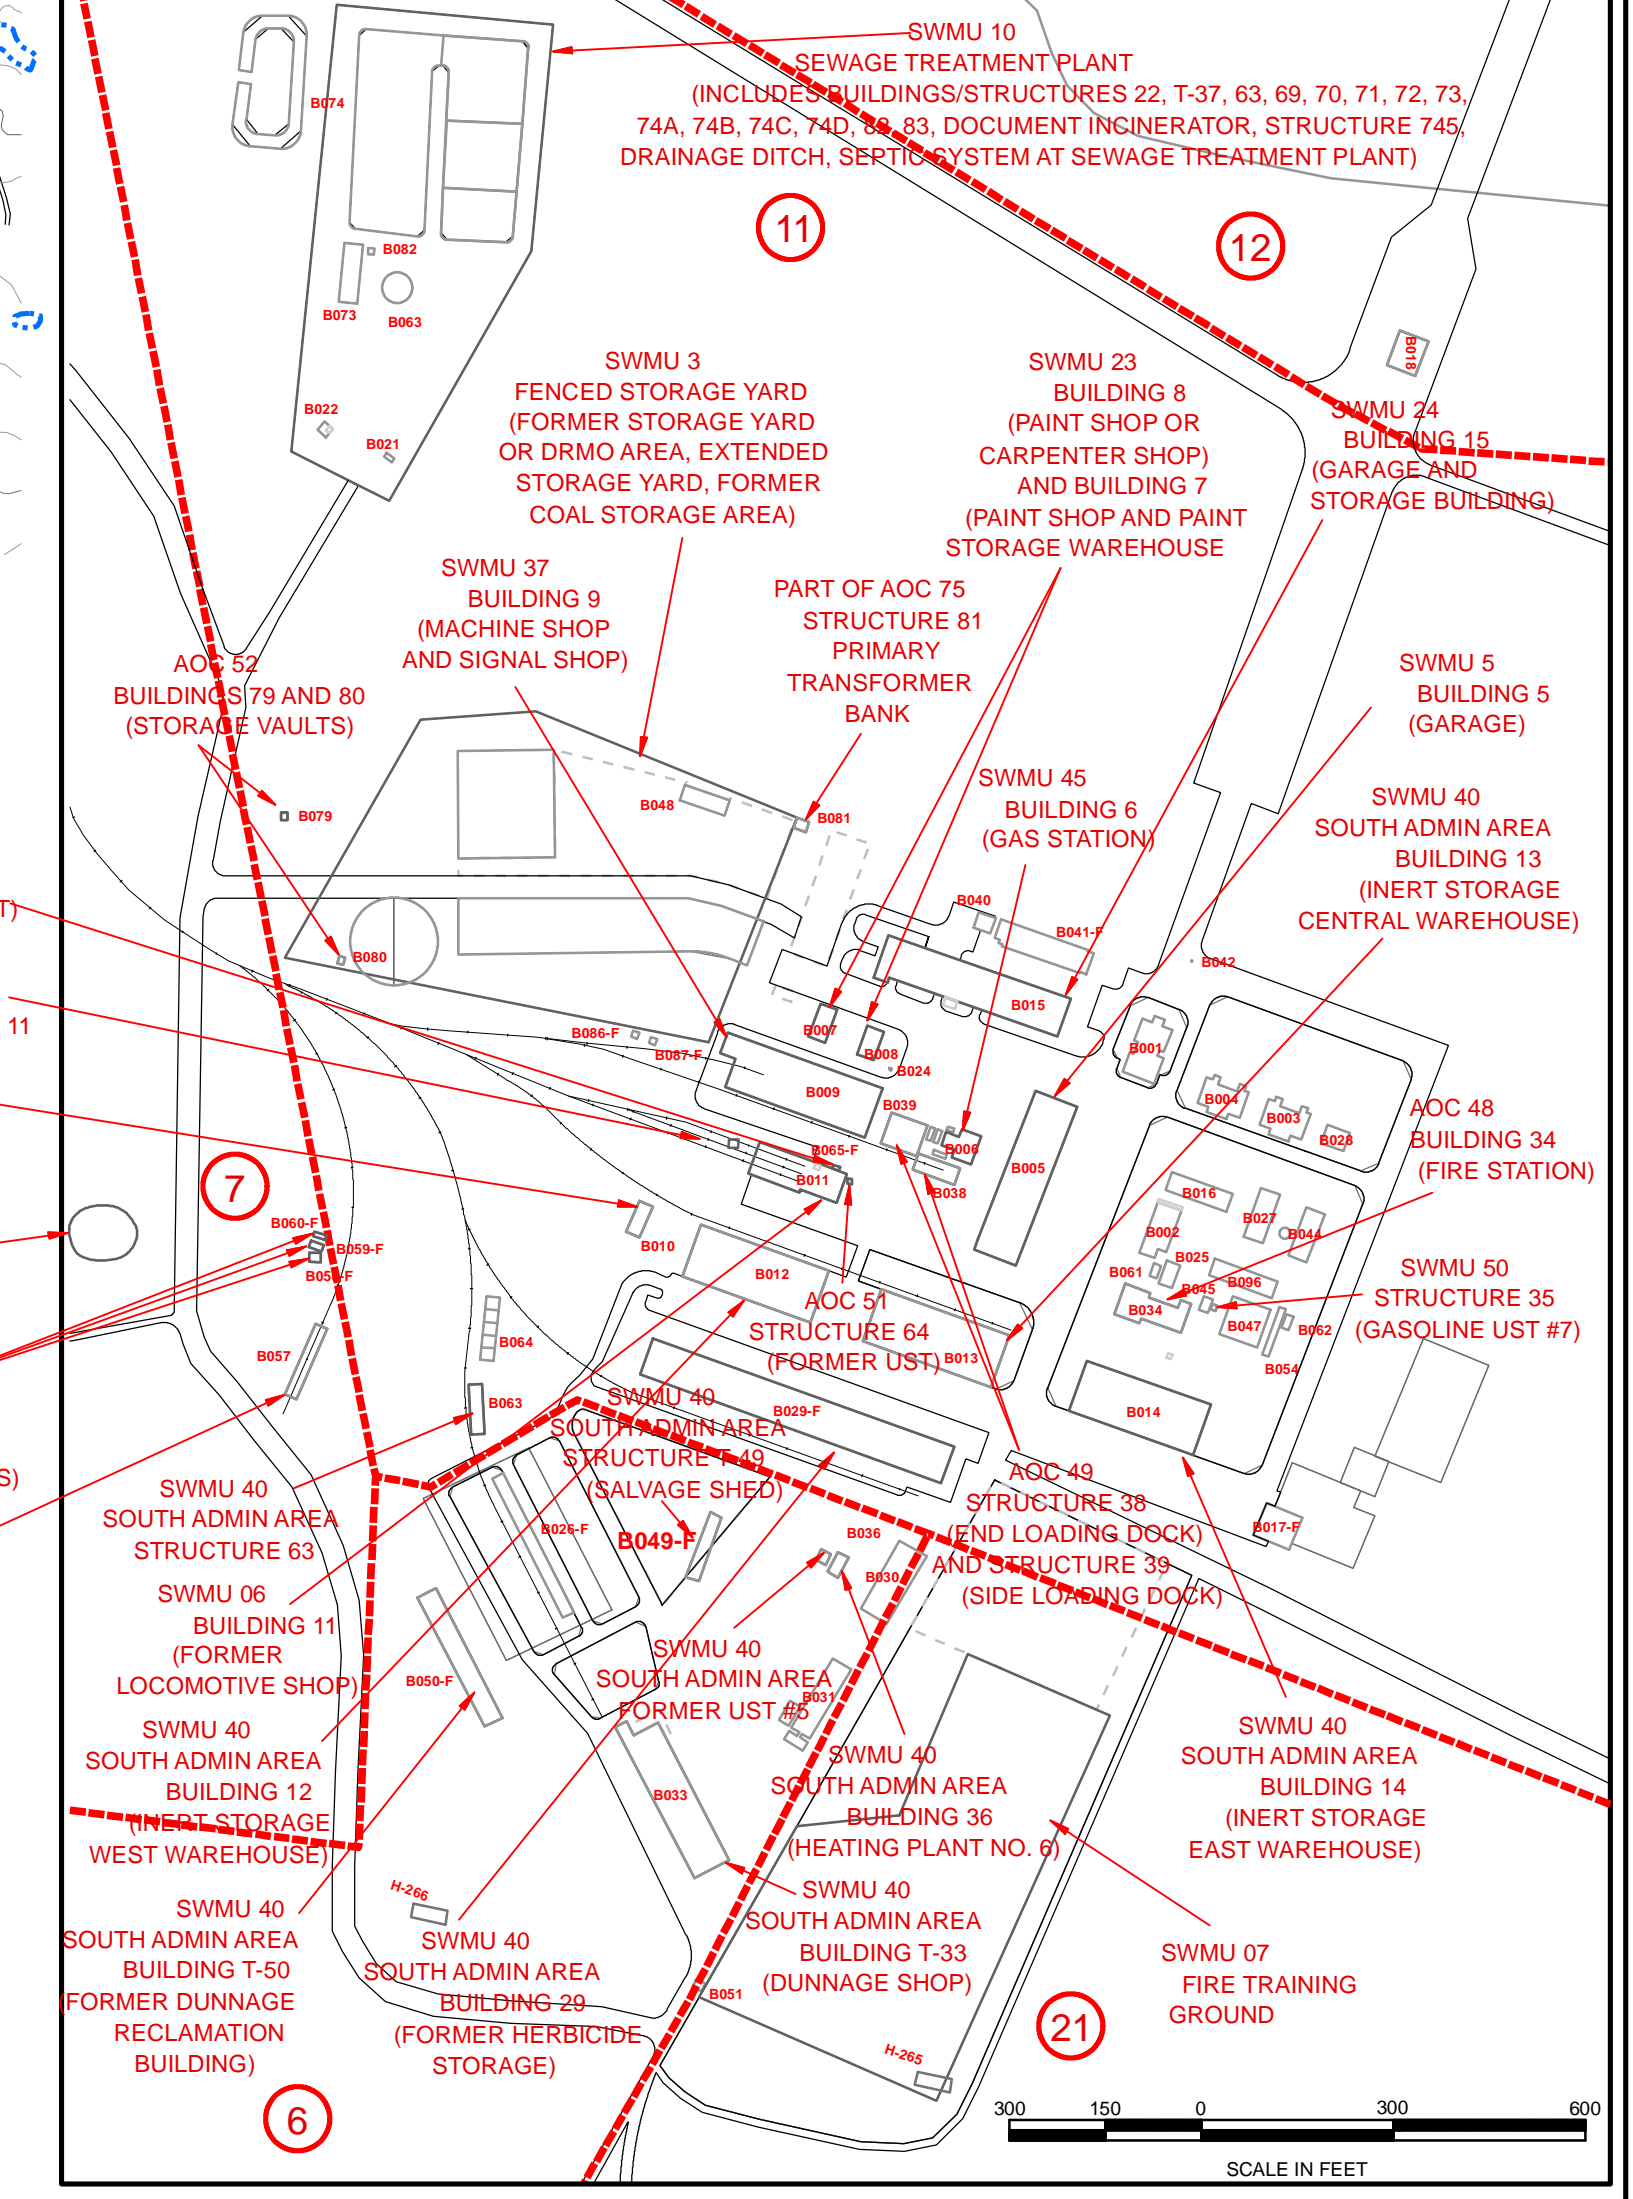 SWMU 10
SEWAGE TREATMENT PLANT
(INCLUDES BUILDINGS/STRUCTURES 22, T-37, 63, 69, 70, 71, 72, 73,
74A, 74B, 74C, 74D, 82, 83, DOCUMENT INCINERATOR, STRUCTURE 745,
DRAINAGE DITCH, SEPTIC SYSTEM AT SEWAGE TREATMENT PLANT)
B074
11
12
B082
B073
B063
B018
B022
B021
SWMU 3
FENCED STORAGE YARD
(FORMER STORAGE YARD
OR DRMO AREA, EXTENDED
STORAGE YARD, FORMER
COAL STORAGE AREA)
SWMU 23
BUILDING 8
(PAINT SHOP OR
CARPENTER SHOP)
AND BUILDING 7
(PAINT SHOP AND PAINT
STORAGE WAREHOUSE
SWMU 24
BUILDING 15
(GARAGE AND
STORAGE BUILDING)
SWMU 37
BUILDING 9
(MACHINE SHOP
AND SIGNAL SHOP)
PART OF AOC 75
STRUCTURE 81
PRIMARY
TRANSFORMER
BANK
AOC 52
BUILDINGS 79 AND 80
(STORAGE VAULTS)
SWMU 5
BUILDING 5
(GARAGE)
SWMU 45
BUILDING 6
(GAS STATION)
SWMU 40
SOUTH ADMIN AREA
BUILDING 13
(INERT STORAGE
CENTRAL WAREHOUSE)
B079
B048
B081
T)
B040
B041-F
B080
B042
B015
11
B086-F
B087-F
B007
B008
B024
B001
B009
B039
B004
B003
B028
AOC 48
BUILDING 34
(FIRE STATION)
B065-F
B006
B011
B038
B005
7
B016
B027
B002
B044
B060-F
B059-F
B010
B012
B025
B061
B045
B096
B034
B047
B062
B054
SWMU 50
STRUCTURE 35
(GASOLINE UST #7)
AOC 51
STRUCTURE 64
(FORMER UST)
B013
B064
B057
B063
B029-F
B014
SWMU 40
SOUTH ADMIN AREA
STRUCTURE T-49
(SALVAGE SHED)
S)
SWMU 40
SOUTH ADMIN AREA
STRUCTURE 63
AOC 49
STRUCTURE 38
(END LOADING DOCK)
AND STRUCTURE 39
(SIDE LOADING DOCK)
B017-F
B026-F
B049-F
B036
B030
SWMU 06
BUILDING 11
(FORMER
LOCOMOTIVE SHOP)
SWMU 40
SOUTH ADMIN AREA
FORMER UST #5
B050-F
B031
SWMU 40
SOUTH ADMIN AREA
BUILDING 12
(INERT STORAGE
WEST WAREHOUSE)
SWMU 40
SOUTH ADMIN AREA
BUILDING 36
(HEATING PLANT NO. 6)
SWMU 40
SOUTH ADMIN AREA
BUILDING 14
(INERT STORAGE
EAST WAREHOUSE)
B033
H-266
SWMU 40
SOUTH ADMIN AREA
BUILDING T-50
(FORMER DUNNAGE
RECLAMATION
BUILDING)
SWMU 40
SOUTH ADMIN AREA
BUILDING 29
(FORMER HERBICIDE
STORAGE)
SWMU 40
SOUTH ADMIN AREA
BUILDING T-33
(DUNNAGE SHOP)
SWMU 07
FIRE TRAINING
GROUND
B051
21
H-265
6
300 150 0 300 600
SCALE IN FEET